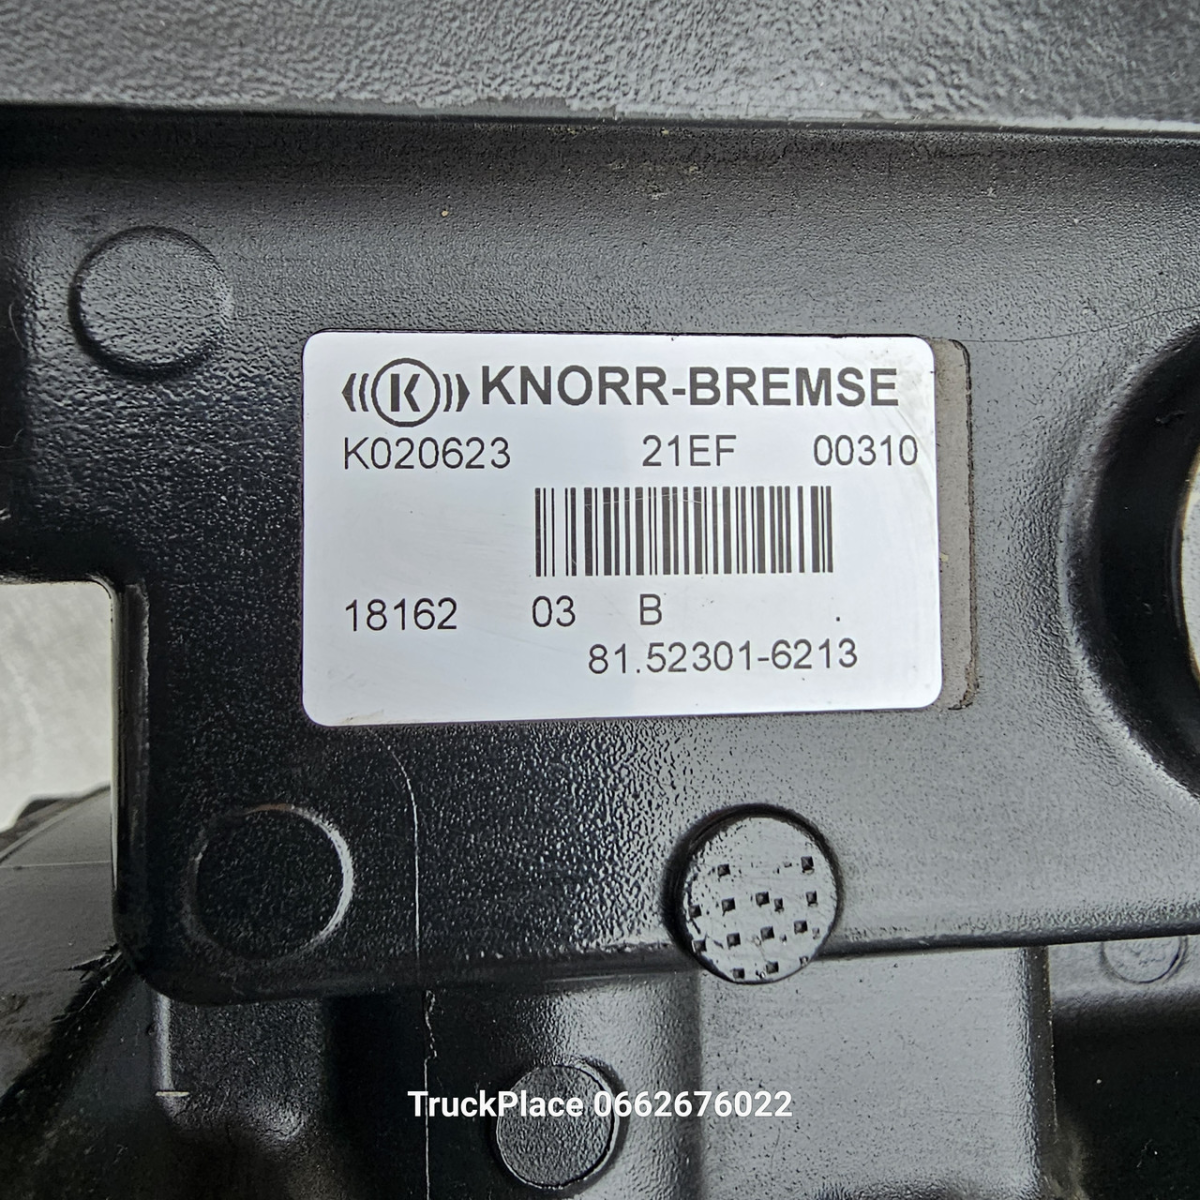 K KNORR-BREMSE
K020623 21EF 00310
18162 03 B .
81.52301-6213
TruckPlace 0662676022